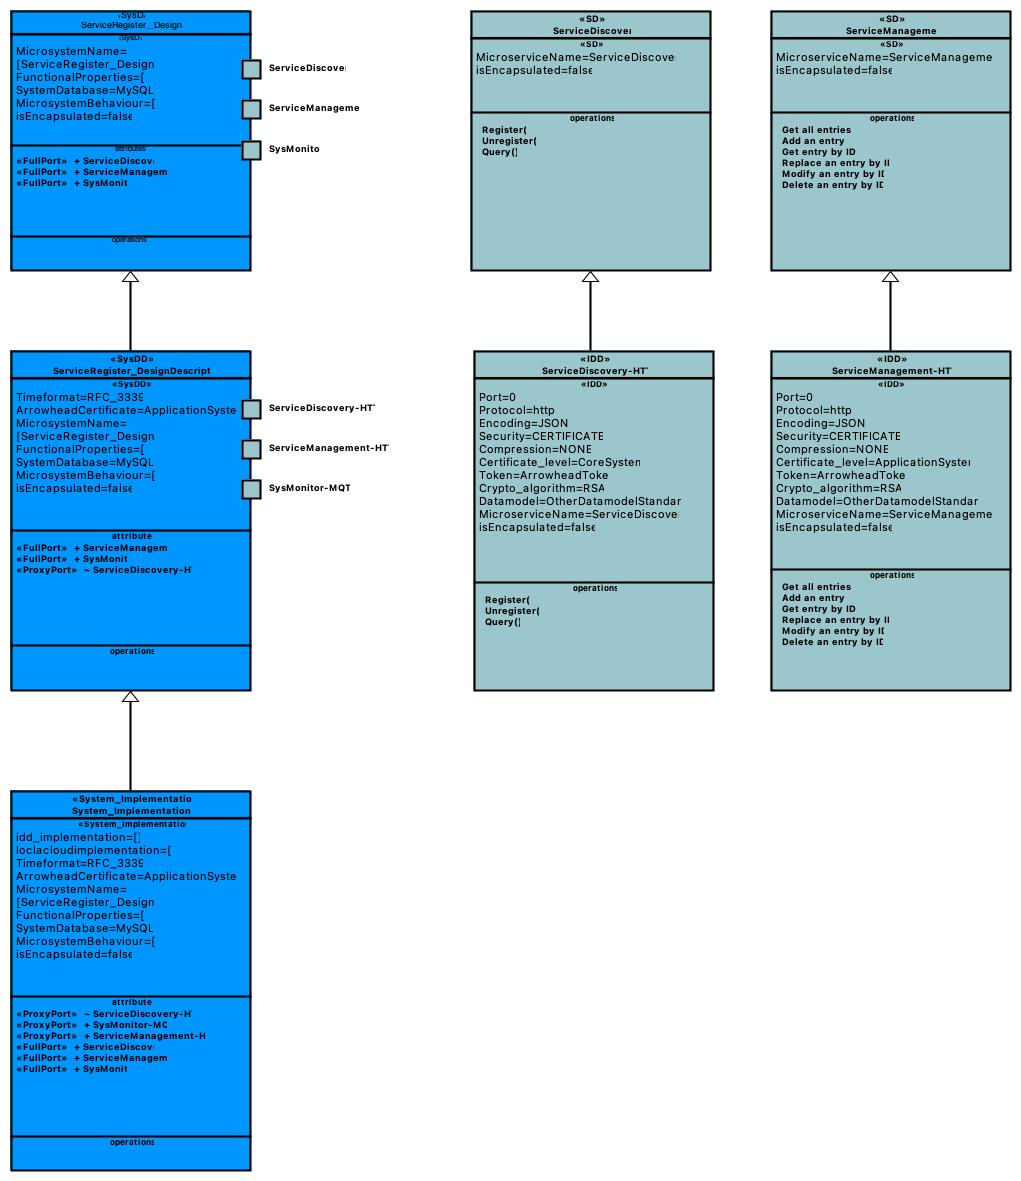 «SysD
ServiceRegister_Design
«SysD
MicrosystemName=
[ServiceRegister_Design
FunctionalProperties=[
SystemDatabase=MySQL
MicrosystemBehaviour=[
isEncapsulated=false
attributes
«FullPort» + ServiceDiscov
«FullPort» + ServiceManagem
«FullPort» + SysMonit
operations
ServiceDiscove
ServiceManageme
SysMonito
«SD»
ServiceDiscover
«SD»
MicroserviceName=ServiceDiscove
isEncapsulated=false
operations
Register(
Unregister(
Query()
«SD»
ServiceManageme
«SD»
MicroserviceName=ServiceManageme
isEncapsulated=false
operations
Get all entries
Add an entry
Get entry by ID
Replace an entry by ID
Modify an entry by ID
Delete an entry by ID
«SysDD»
ServiceRegister_DesignDescript
«SysDD»
Timeformat=RFC_3339
ArrowheadCertificate=ApplicationSyste
MicrosystemName=
[ServiceRegister_Design
FunctionalProperties=[
SystemDatabase=MySQL
MicrosystemBehaviour=[
isEncapsulated=false
attribute
«FullPort» + ServiceManagem
«FullPort» + SysMonit
«ProxyPort» ~ ServiceDiscovery-H
operations
ServiceDiscovery-HT
ServiceManagement-HT
SysMonitor-MQT
«IDD»
ServiceDiscovery-HT
«IDD»
Port=0
Protocol=http
Encoding=JSON
Security=CERTIFICATE
Compression=NONE
Certificate_level=CoreSystem
Token=ArrowheadToke
Crypto_algorithm=RSA
Datamodel=OtherDatamodelStandar
MicroserviceName=ServiceDiscove
isEncapsulated=false
operations
Register(
Unregister(
Query()
«IDD»
ServiceManagement-HT
«IDD»
Port=0
Protocol=http
Encoding=JSON
Security=CERTIFICATE
Compression=NONE
Certificate_level=ApplicationSystem
Token=ArrowheadToke
Crypto_algorithm=RSA
Datamodel=OtherDatamodelStandar
MicroserviceName=ServiceManageme
isEncapsulated=false
operations
Get all entries
Add an entry
Get entry by ID
Replace an entry by ID
Modify an entry by ID
Delete an entry by ID
«System_Implementatio
System_implementation
«System_Implementatio
idd_implementation=[]
loclacloudimplementation=[
Timeformat=RFC_3339
ArrowheadCertificate=ApplicationSyste
MicrosystemName=
[ServiceRegister_Design
FunctionalProperties=[
SystemDatabase=MySQL
MicrosystemBehaviour=[
isEncapsulated=false
attribute
«ProxyPort» ~ ServiceDiscovery-H
«ProxyPort» + SysMonitor-MQ
«ProxyPort» + ServiceManagement-H
«FullPort» + ServiceDiscov
«FullPort» + ServiceManagem
«FullPort» + SysMonit
operations